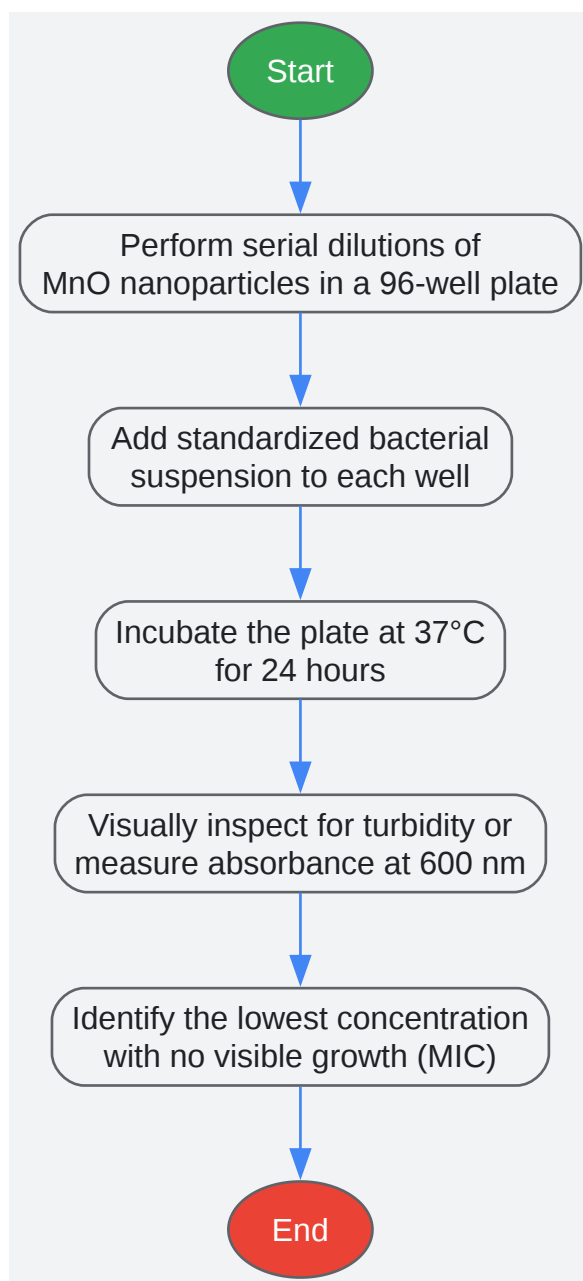 Start
Perform serial dilutions of
MnO nanoparticles in a 96-well plate
Add standardized bacterial
suspension to each well
Incubate the plate at 37°C
for 24 hours
Visually inspect for turbidity or
measure absorbance at 600 nm
Identify the lowest concentration
with no visible growth (MIC)
End